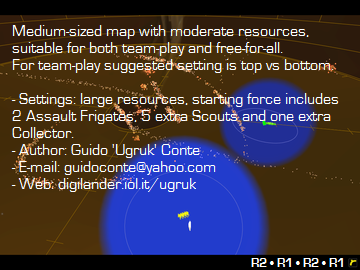 Medium-sized map with moderate resources,
suitable for both team-play and free-for-all.
For team-play suggested setting is top vs bottom.
- Settings: large resources, starting force includes
2 Assault Frigates, 5 extra Scouts and one extra
Collector.
- Author: Guido 'Ugruk' Conte
- E-mail: guidoconte@yahoo.com
- Web: digilander.iol.it/ugruk
R2 • R1 • R2 • R1 r